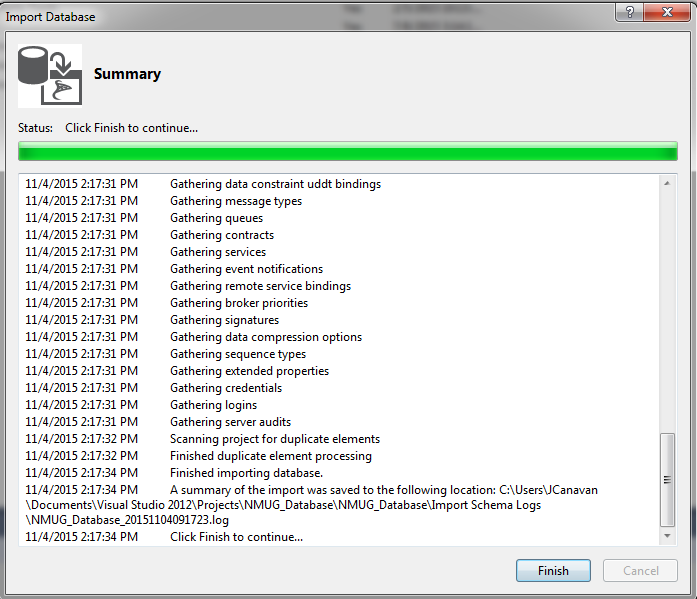 Import Database
?
Summary
Status: Click Finish to continue...
11/4/2015 2:17:31 PM Gathering data constraint uddt bindings
11/4/2015 2:17:31 PM Gathering message types
11/4/2015 2:17:31 PM Gathering queues
11/4/2015 2:17:31 PM Gathering contracts
11/4/2015 2:17:31 PM Gathering services
11/4/2015 2:17:31 PM Gathering event notifications
11/4/2015 2:17:31 PM Gathering remote service bindings
11/4/2015 2:17:31 PM Gathering broker priorities
11/4/2015 2:17:31 PM Gathering signatures
11/4/2015 2:17:31 PM Gathering data compression options
11/4/2015 2:17:31 PM Gathering sequence types
11/4/2015 2:17:31 PM Gathering extended properties
11/4/2015 2:17:31 PM Gathering credentials
11/4/2015 2:17:31 PM Gathering logins
11/4/2015 2:17:31 PM Gathering server audits
11/4/2015 2:17:32 PM Scanning project for duplicate elements
11/4/2015 2:17:32 PM Finished duplicate element processing
11/4/2015 2:17:34 PM Finished importing database.
11/4/2015 2:17:34 PM A summary of the import was saved to the following location: C:\Users\JCanavan
\Documents\Visual Studio 2012\Projects\NMUG_Database\NMUG_Database\Import Schema Logs
\NMUG_Database_20151104091723.log
11/4/2015 2:17:34 PM Click Finish to continue...
Finish Cancel